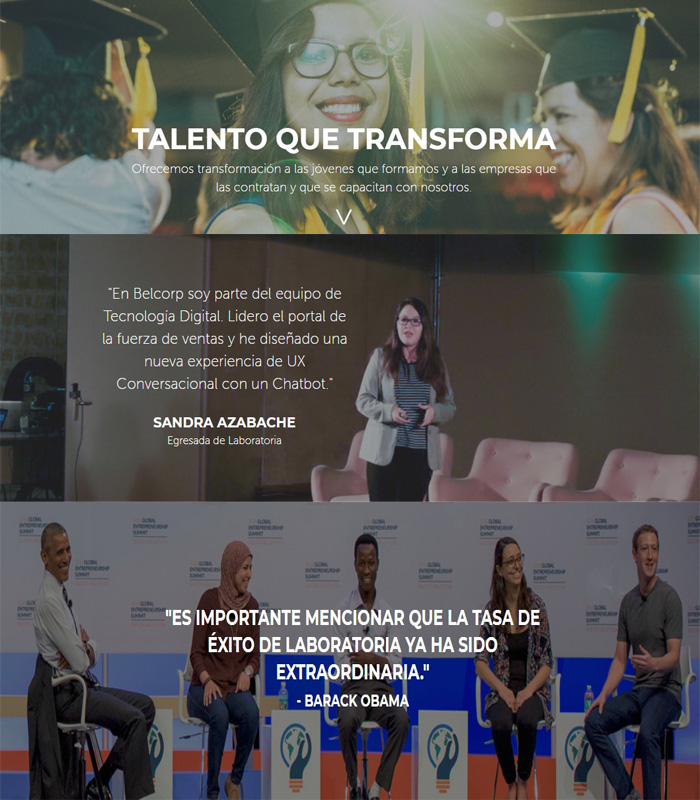 TALENTO QUE TRANSFORMA
Ofrecemos transformación a las jóvenes que formamos y a las empresas que
las contratan y que se capacitan con nosotros.
"En Belcorp soy parte del equipo de
Tecnología Digital. Lidero el portal de
la fuerza de ventas y he diseñado una
nueva experiencia de UX
Conversacional con un Chatbot."
SANDRA AZABACHE
Egresada de Laboratoria
GLOBAL
ENTREPRENEURSHIP
SUMMIT
"ES IMPORTANTE MENCIONAR QUE LA TASA DE
ÉXITO DE LABORATORIA YA HA SIDO
EXTRAORDINARIA."
- BARACK OBAMA